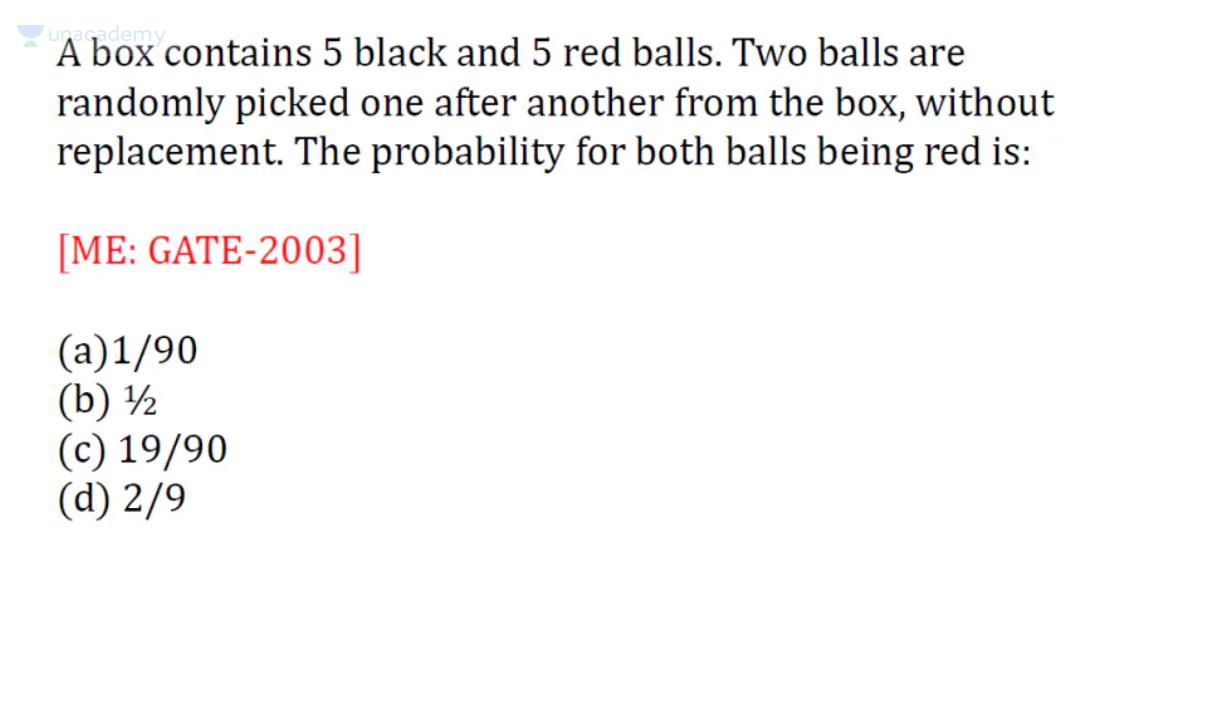 unacademy
A box contains 5 black and 5 red balls. Two balls are
randomly picked one after another from the box, without
replacement. The probability for both balls being red is:
[ME: GATE-2003]
(a)1/90
(b) ½
(c) 19/90
(d) 2/9